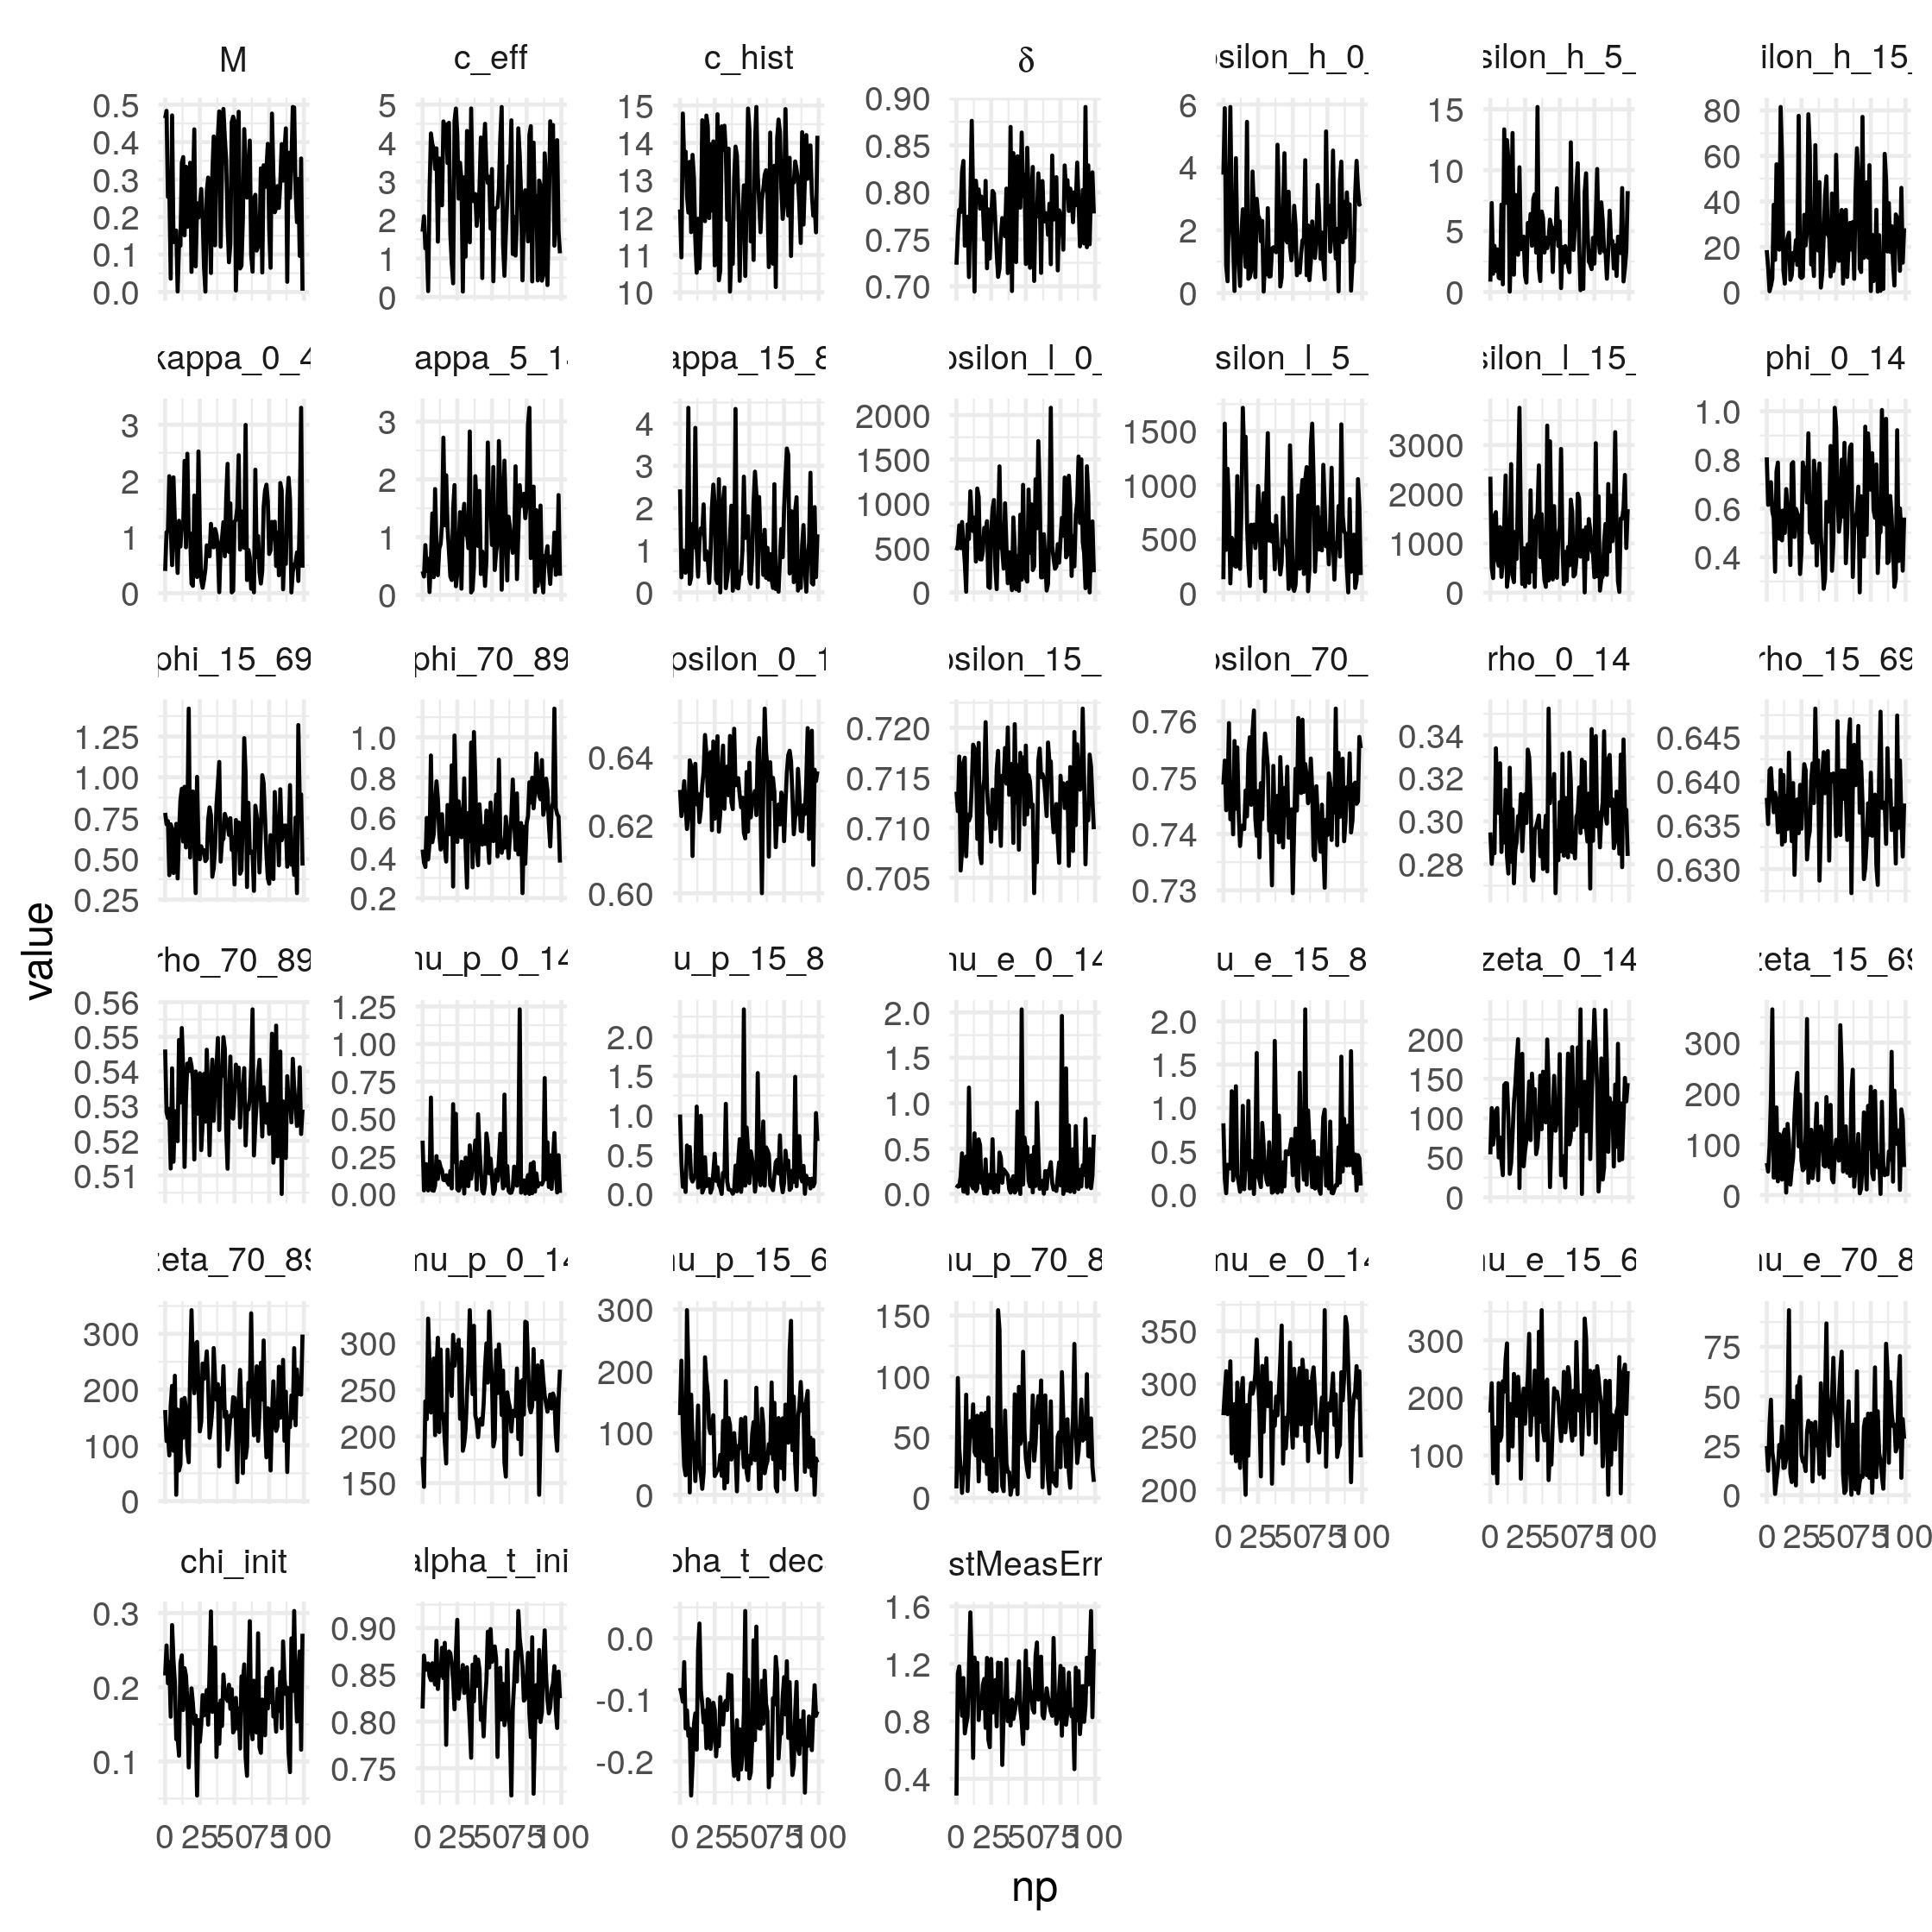 M c_eff c_hist δ psilon_h_0_ silon_h_5_ ilon_h_15_
0.5 5 15 0.90 6 15 80
0.4 4 14 0.85 4 10 60
0.3 3 13 0.80 2 5 40
0.2 2 12 0.75 0 0 20
0.1 1 11 0.70 0
0.0 0 10
kappa_0_4 appa_5_1 appa_15_8 psilon_l_0_ silon_l_5_ silon_l_15_ phi_0_14
3 3 4 2000 1500 3000 1.0
2 2 3 1500 1000 2000 0.8
1 1 2 1000 500 1000 0.6
0 0 1 500 0 0 0.4
0 0
phi_15_69 phi_70_89 psilon_0_1 psilon_15_ psilon_70_ rho_0_14 rho_15_69
1.25 1.0 0.64 0.720 0.76 0.34 0.645
1.00 0.8 0.62 0.715 0.75 0.32 0.640
0.75 0.6 0.60 0.710 0.74 0.30 0.635
0.50 0.4 0.705 0.73 0.28 0.630
0.25 0.2
value
rho_70_89 nu_p_0_14 u_p_15_8 nu_e_0_14 u_e_15_8 zeta_0_14 zeta_15_69
0.56 1.25 2.0 2.0 2.0 200 300
0.55 1.00 1.5 1.5 1.5 150 200
0.54 0.75 1.0 1.0 1.0 100 100
0.53 0.50 0.5 0.5 0.5 50 0
0.52 0.25 0.0 0.0 0.0 0
0.51 0.00
zeta_70_89 mu_p_0_14 nu_p_15_6 nu_p_70_8 mu_e_0_14 nu_e_15_6 nu_e_70_8
300 300 300 150 350 300 75
200 250 200 100 300 200 50
100 200 100 50 250 100 25
0 150 0 0 200 0
0 25 50 75 100 0 25 50 75 100 0 25 50 75 100
chi_init alpha_t_ini pha_t_dec stMeasErr
0.3 0.90 0.0 1.6
0.2 0.85 -0.1 1.2
0.1 0.80 -0.2 0.8
0.75 0.4
0 25 50 75 100 0 25 50 75 100 0 25 50 75 100 0 25 50 75 100
np